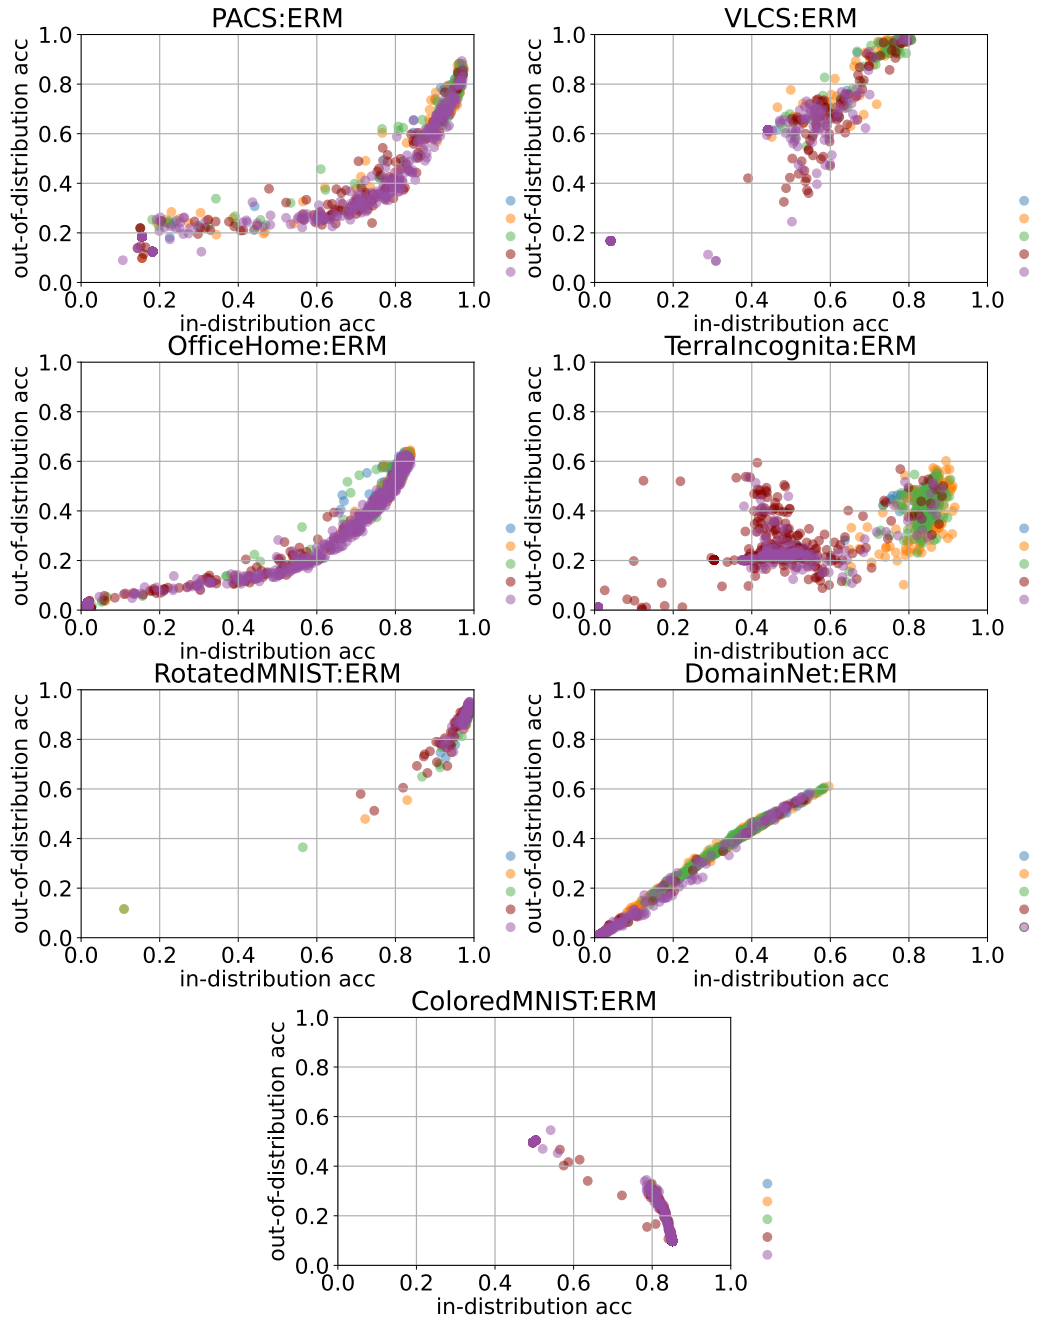 PACS:ERM
VLCS:ERM
out-of-distribution acc
1.0
0.8
0.6
0.4
0.2
0.0
0.0 0.2 0.4 0.6 0.8 1.0
in-distribution acc
out-of-distribution acc
1.0
0.8
0.6
0.4
0.2
0.0
0.0 0.2 0.4 0.6 0.8 1.0
in-distribution acc
OfficeHome:ERM
TerraIncognita:ERM
out-of-distribution acc
1.0
0.8
0.6
0.4
0.2
0.0
0.0 0.2 0.4 0.6 0.8 1.0
in-distribution acc
out-of-distribution acc
1.0
0.8
0.6
0.4
0.2
0.0
0.0 0.2 0.4 0.6 0.8 1.0
in-distribution acc
RotatedMNIST:ERM
DomainNet:ERM
out-of-distribution acc
1.0
0.8
0.6
0.4
0.2
0.0
0.0 0.2 0.4 0.6 0.8 1.0
in-distribution acc
out-of-distribution acc
1.0
0.8
0.6
0.4
0.2
0.0
0.0 0.2 0.4 0.6 0.8 1.0
in-distribution acc
ColoredMNIST:ERM
out-of-distribution acc
1.0
0.8
0.6
0.4
0.2
0.0
0.0 0.2 0.4 0.6 0.8 1.0
in-distribution acc